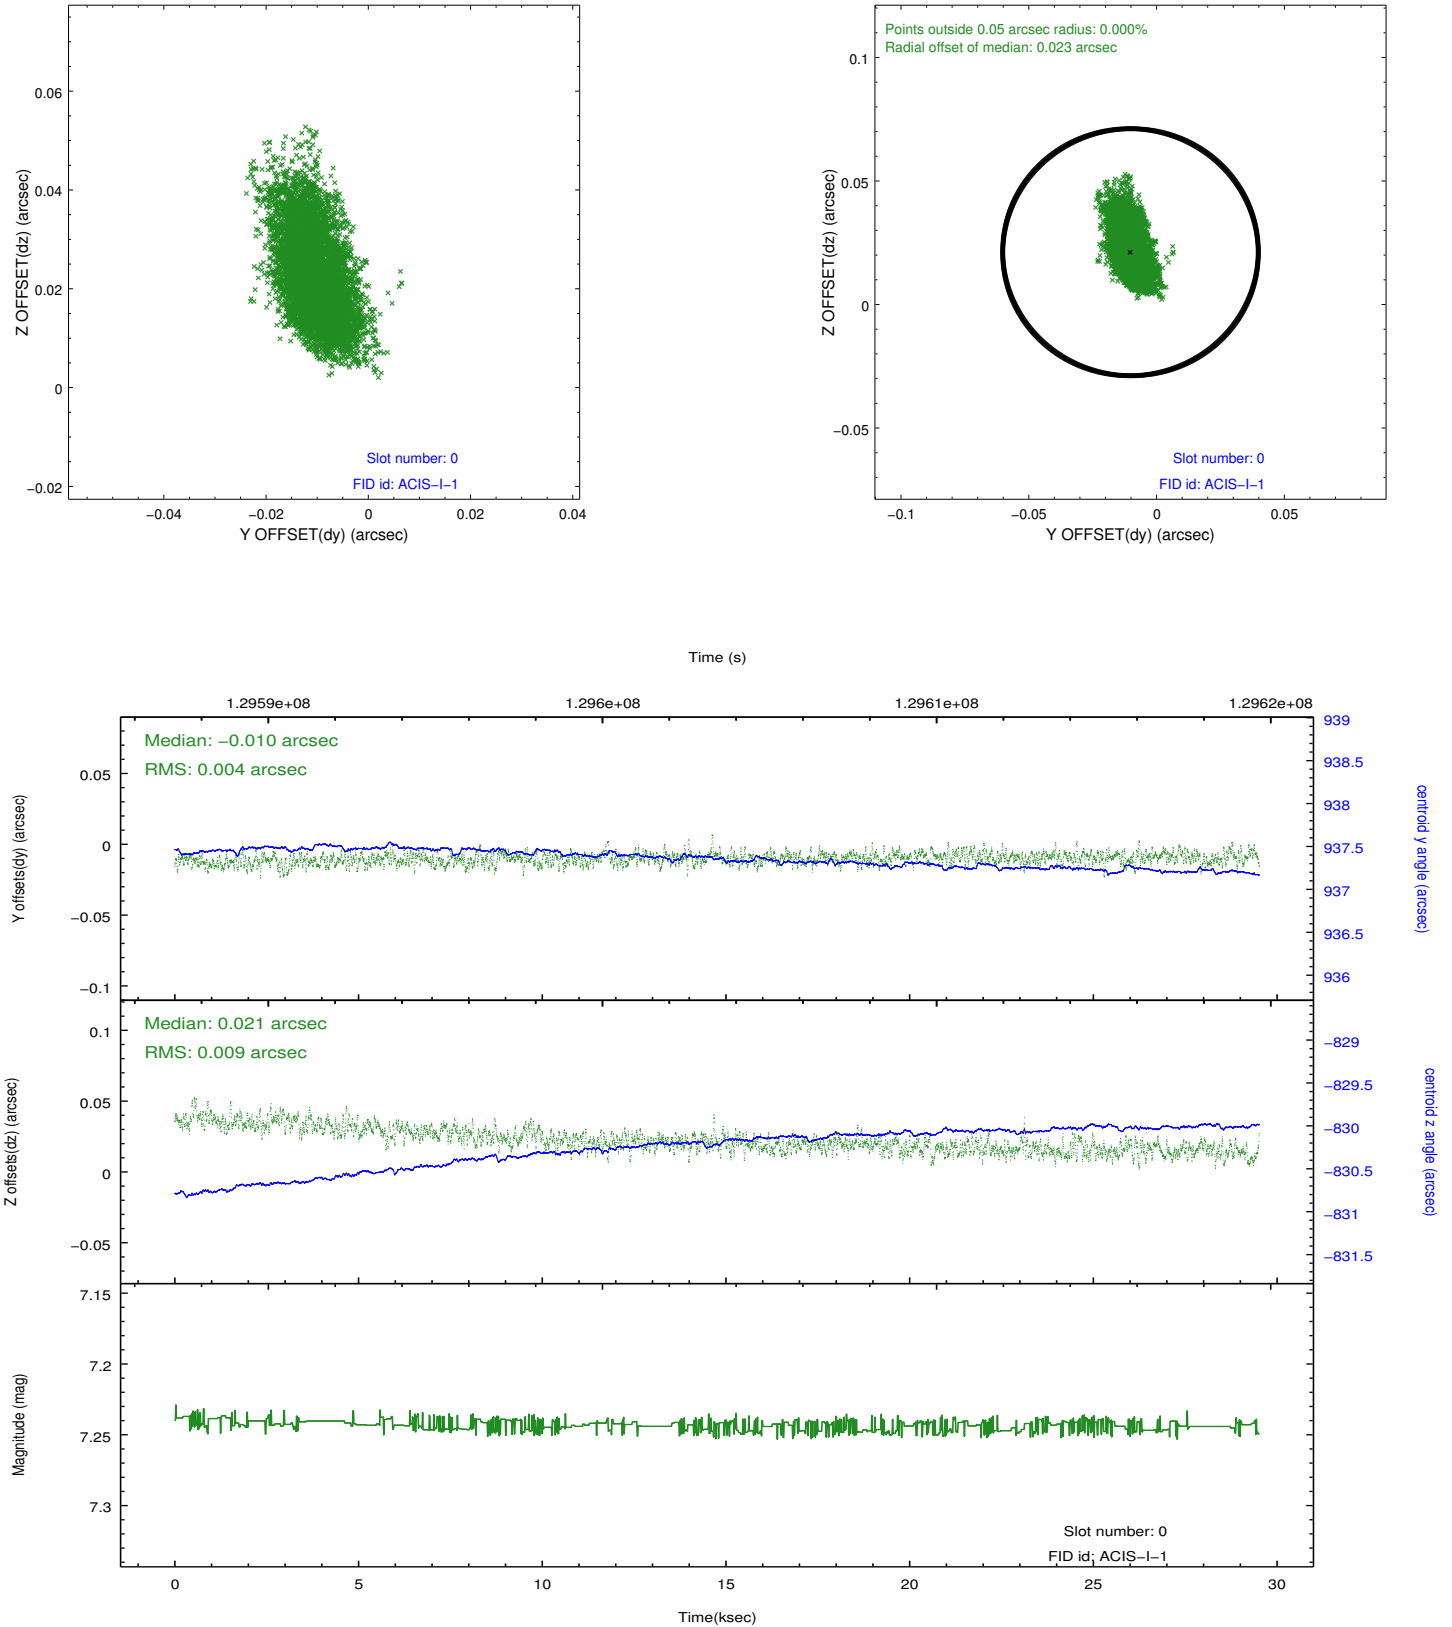 0.06
0.04
0.02
0
−0.02
Z OFFSET(dz) (arcsec)
Slot number: 0
FID id: ACIS−I−1
−0.04
−0.02
0
0.02
0.04
Y OFFSET(dy) (arcsec)
Points outside 0.05 arcsec radius: 0.000%
Radial offset of median: 0.023 arcsec
0.1
0.05
0
−0.05
Z OFFSET(dz) (arcsec)
Slot number: 0
FID id: ACIS−I−1
−0.1
−0.05
0
0.05
Y OFFSET(dy) (arcsec)
Time (s)
1.2959e+08
1.296e+08
1.2961e+08
1.2962e+08
Median: −0.010 arcsec
RMS: 0.004 arcsec
0.05
0
−0.05
−0.1
Y offsets(dy) (arcsec)
939
938.5
938
937.5
937
936.5
936
centroid y angle (arcsec)
Median: 0.021 arcsec
RMS: 0.009 arcsec
0.1
0.05
0
−0.05
Z offsets(dz) (arcsec)
−829
−829.5
−830
−830.5
−831
−831.5
centroid z angle (arcsec)
7.15
7.2
7.25
7.3
Magnitude (mag)
Slot number: 0
FID id: ACIS−I−1
0
5
10
15
20
25
30
Time(ksec)